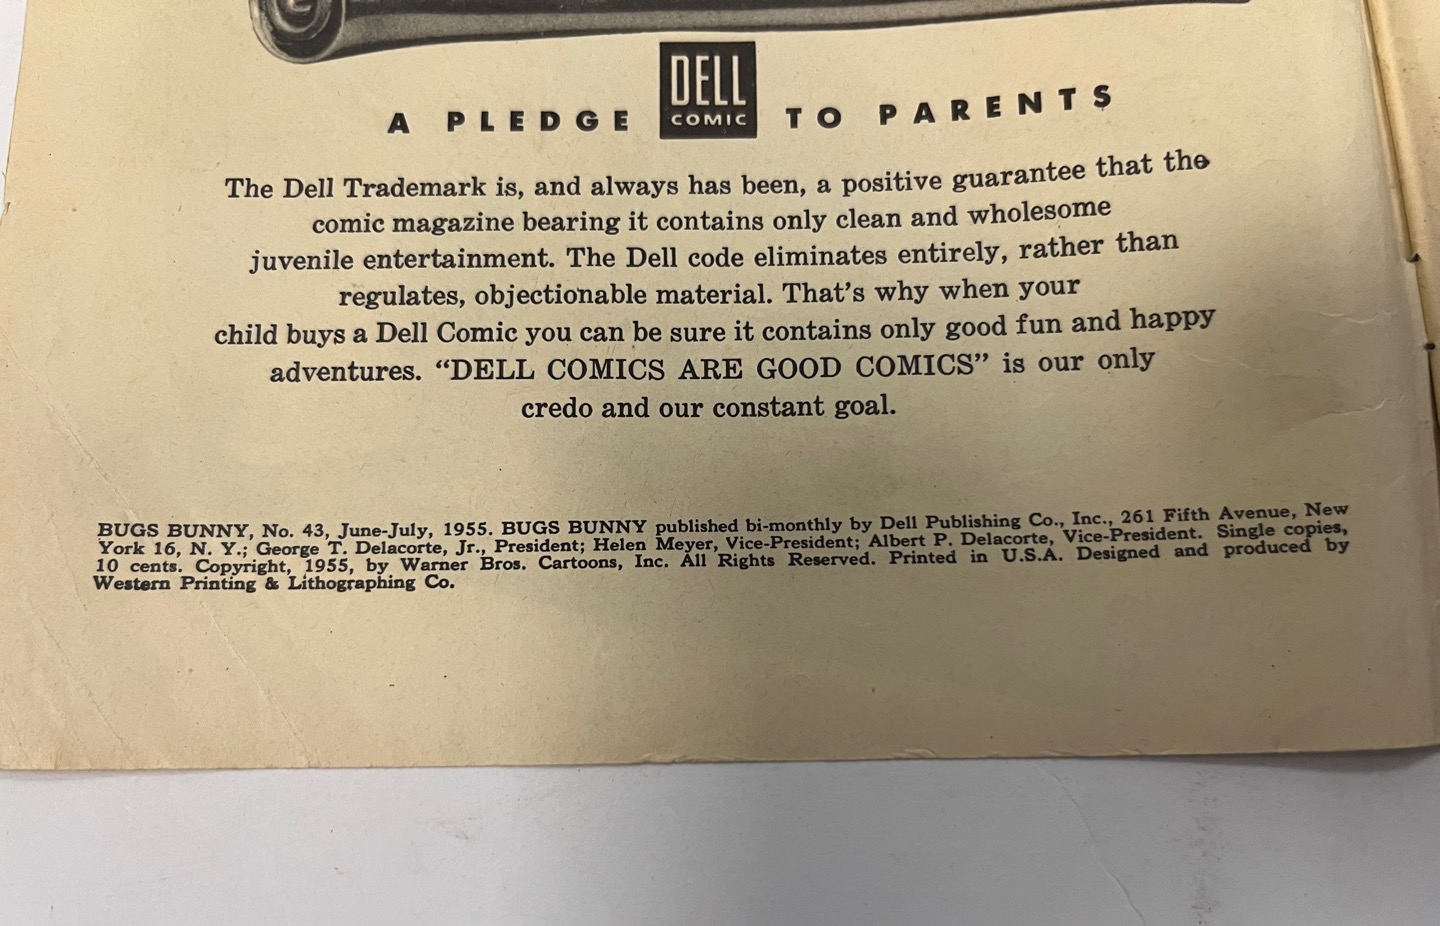 DELL
COMIC
A PLEDGE TO PARENTS
The Dell Trademark is, and always has been, a positive guarantee that the
comic magazine bearing it contains only clean and wholesome
juvenile entertainment. The Dell code eliminates entirely, rather than
regulates, objectionable material. That's why when your
child buys a Dell Comic you can be sure it contains only good fun and happy
adventures. “DELL COMICS ARE GOOD COMICS” is our only
credo and our constant goal.
BUGS BUNNY, No. 43, June-July, 1955. BUGS BUNNY published bi-monthly by Dell Publishing Co., Inc., 261 Fifth Avenue, New
York 16, N. Y.; George T. Delacorte, Jr., President; Helen Meyer, Vice-President; Albert P. Delacorte, Vice-President. Single copies,
10 cents. Copyright, 1955, by Warner Bros. Cartoons, Inc. All Rights Reserved. Printed in U.S.A. Designed and produced by
Western Printing & Lithographing Co.